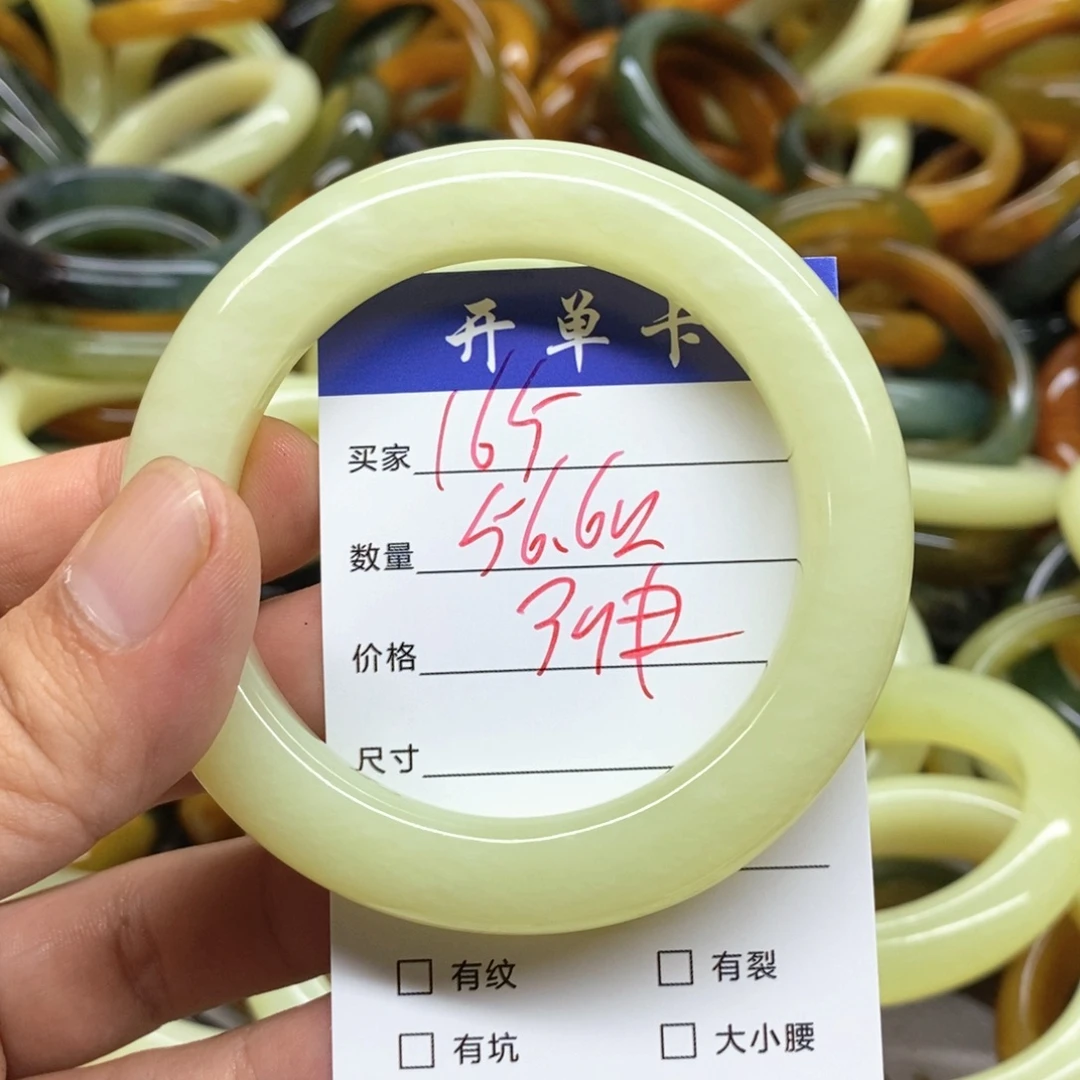 开单卡
买家 165
数量 56.6
价格
尺寸
有纹 有裂
有坑 大小腰